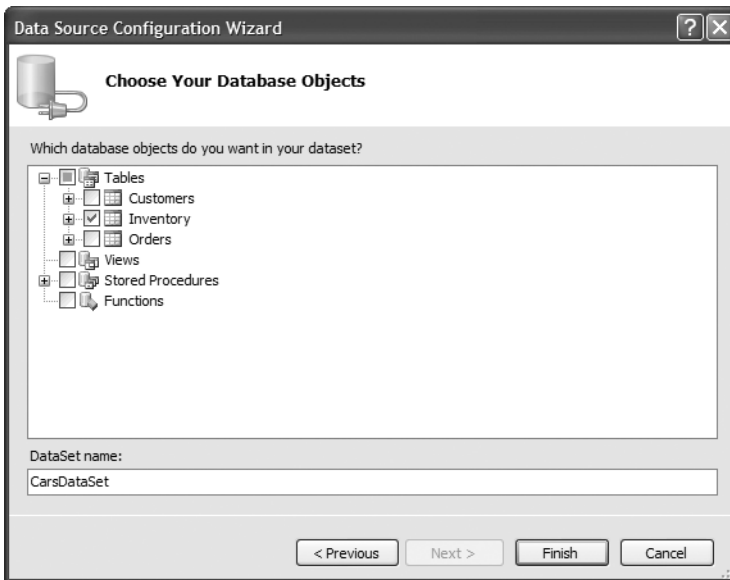 Data Source Configuration Wizard
Choose Your Database Objects
Which database objects do you want in your dataset?
Tables
Customers
Inventory
Orders
Views
Stored Procedures
Functions
DataSet name:
CarsDataSet
< Previous Next > Finish Cancel